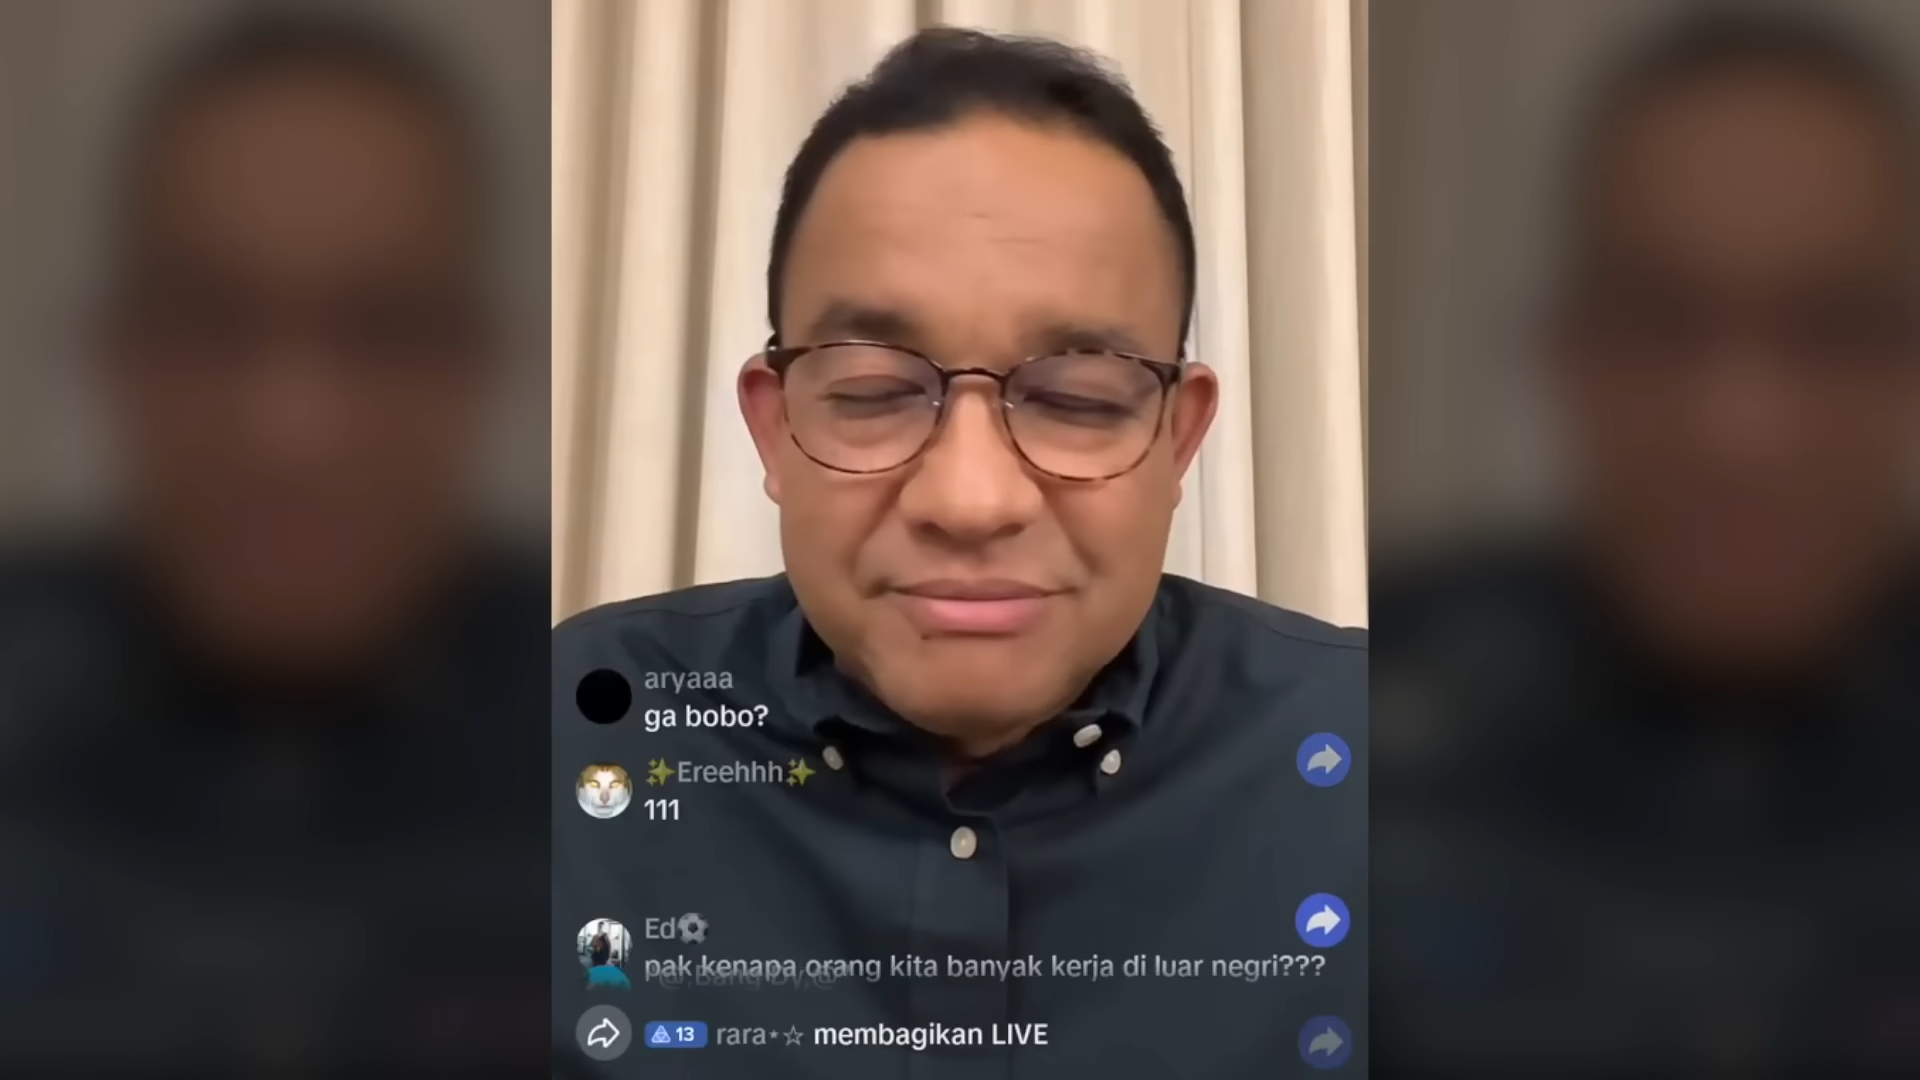 aryaaa
ga bobo?
✨Ereehhh✨
111
Ed⚽
pak kenapa orang kita banyak kerja di luar negri???
13 rara⋆☆ membagikan LIVE